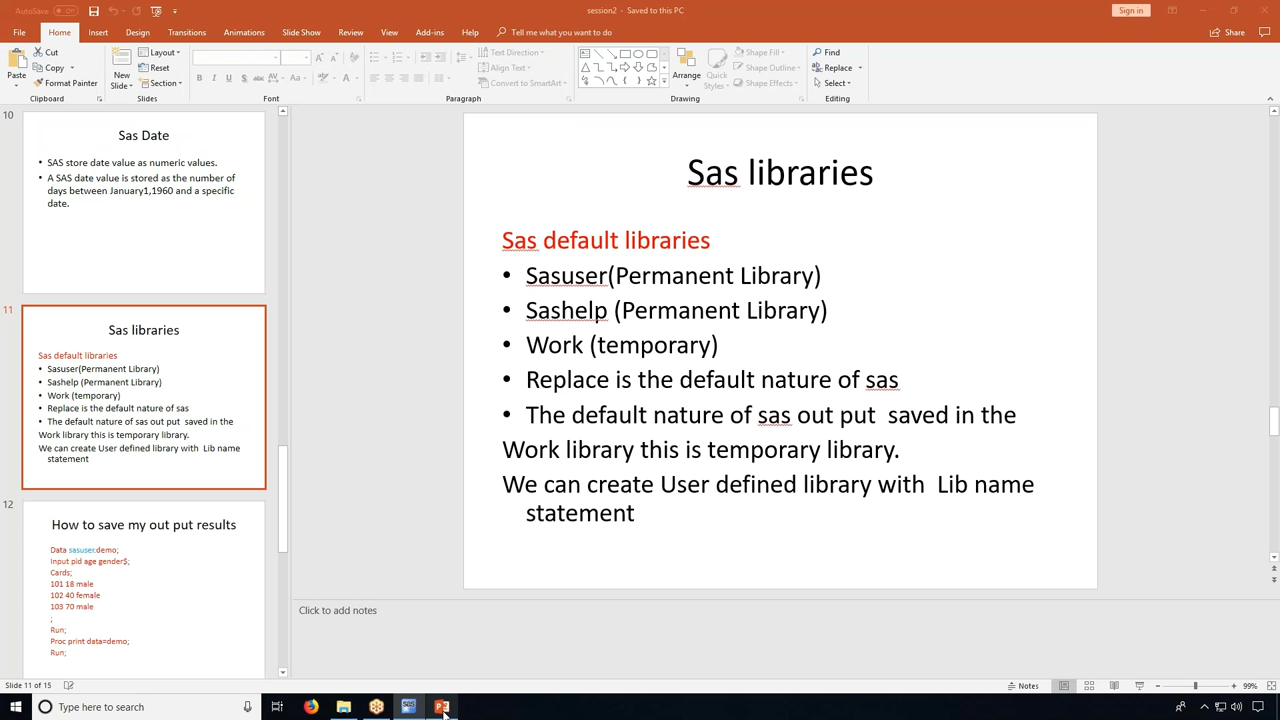 AutoSave
session2 - Saved to this PC
Sign in
File Home Insert Design Transitions Animations Slide Show Review View Add-ins Help Tell me what you want to do Share
Paste
Cut
Copy
Format Painter
Clipboard
New
Slide
Layout
Reset
Section
Slides
B I U S abc AV Aa A
Font
Text Direction
Align Text
Convert to SmartArt
Paragraph
Arrange
Quick
Styles
Shape Fill
Shape Outline
Shape Effects
Drawing
Find
Replace
Select
Editing
10
Sas Date
• SAS store date value as numeric values.
• A SAS date value is stored as the number of
days between January1,1960 and a specific
date.
11
Sas libraries
Sas default libraries
• Sasuser(Permanent Library)
• Sashelp (Permanent Library)
• Work (temporary)
• Replace is the default nature of sas
• The default nature of sas out put saved in the
Work library this is temporary library.
We can create User defined library with Lib name
statement
12
How to save my out put results
Data sasuser.demo;
Input pid age gender$;
Cards;
101 18 male
102 40 female
103 70 male
;
Run;
Proc print data=demo;
Run;
Sas libraries
Sas default libraries
• Sasuser(Permanent Library)
• Sashelp (Permanent Library)
• Work (temporary)
• Replace is the default nature of sas
• The default nature of sas out put saved in the
Work library this is temporary library.
We can create User defined library with Lib name
statement
Click to add notes
Slide 11 of 15
Notes
99%
Type here to search
sas